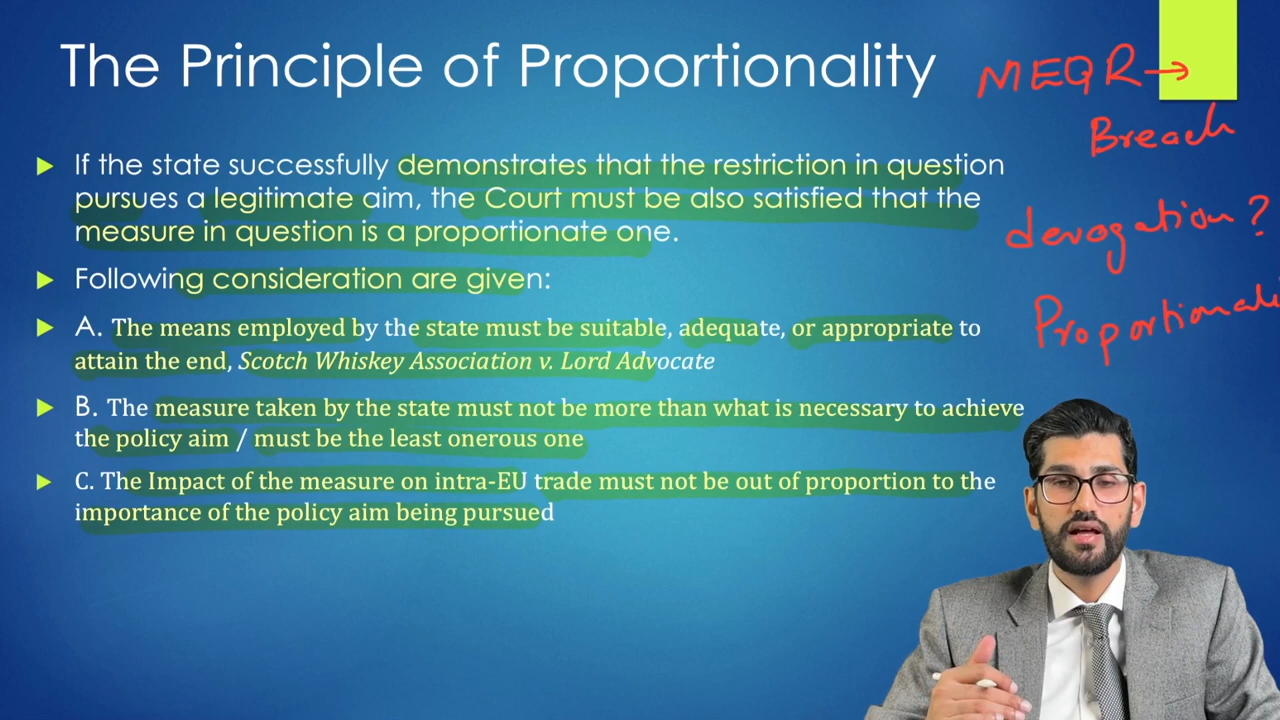 The Principle of Proportionality
MEQR →
Breach
derogation ?
If the state successfully demonstrates that the restriction in question
pursues a legitimate aim, the Court must be also satisfied that the
measure in question is a proportionate one.
Following consideration are given:
A. The means employed by the state must be suitable, adequate, or appropriate to
attain the end, Scotch Whiskey Association v. Lord Advocate
B. The measure taken by the state must not be more than what is necessary to achieve
the policy aim / must be the least onerous one
C. The Impact of the measure on intra-EU trade must not be out of proportion to the
importance of the policy aim being pursued